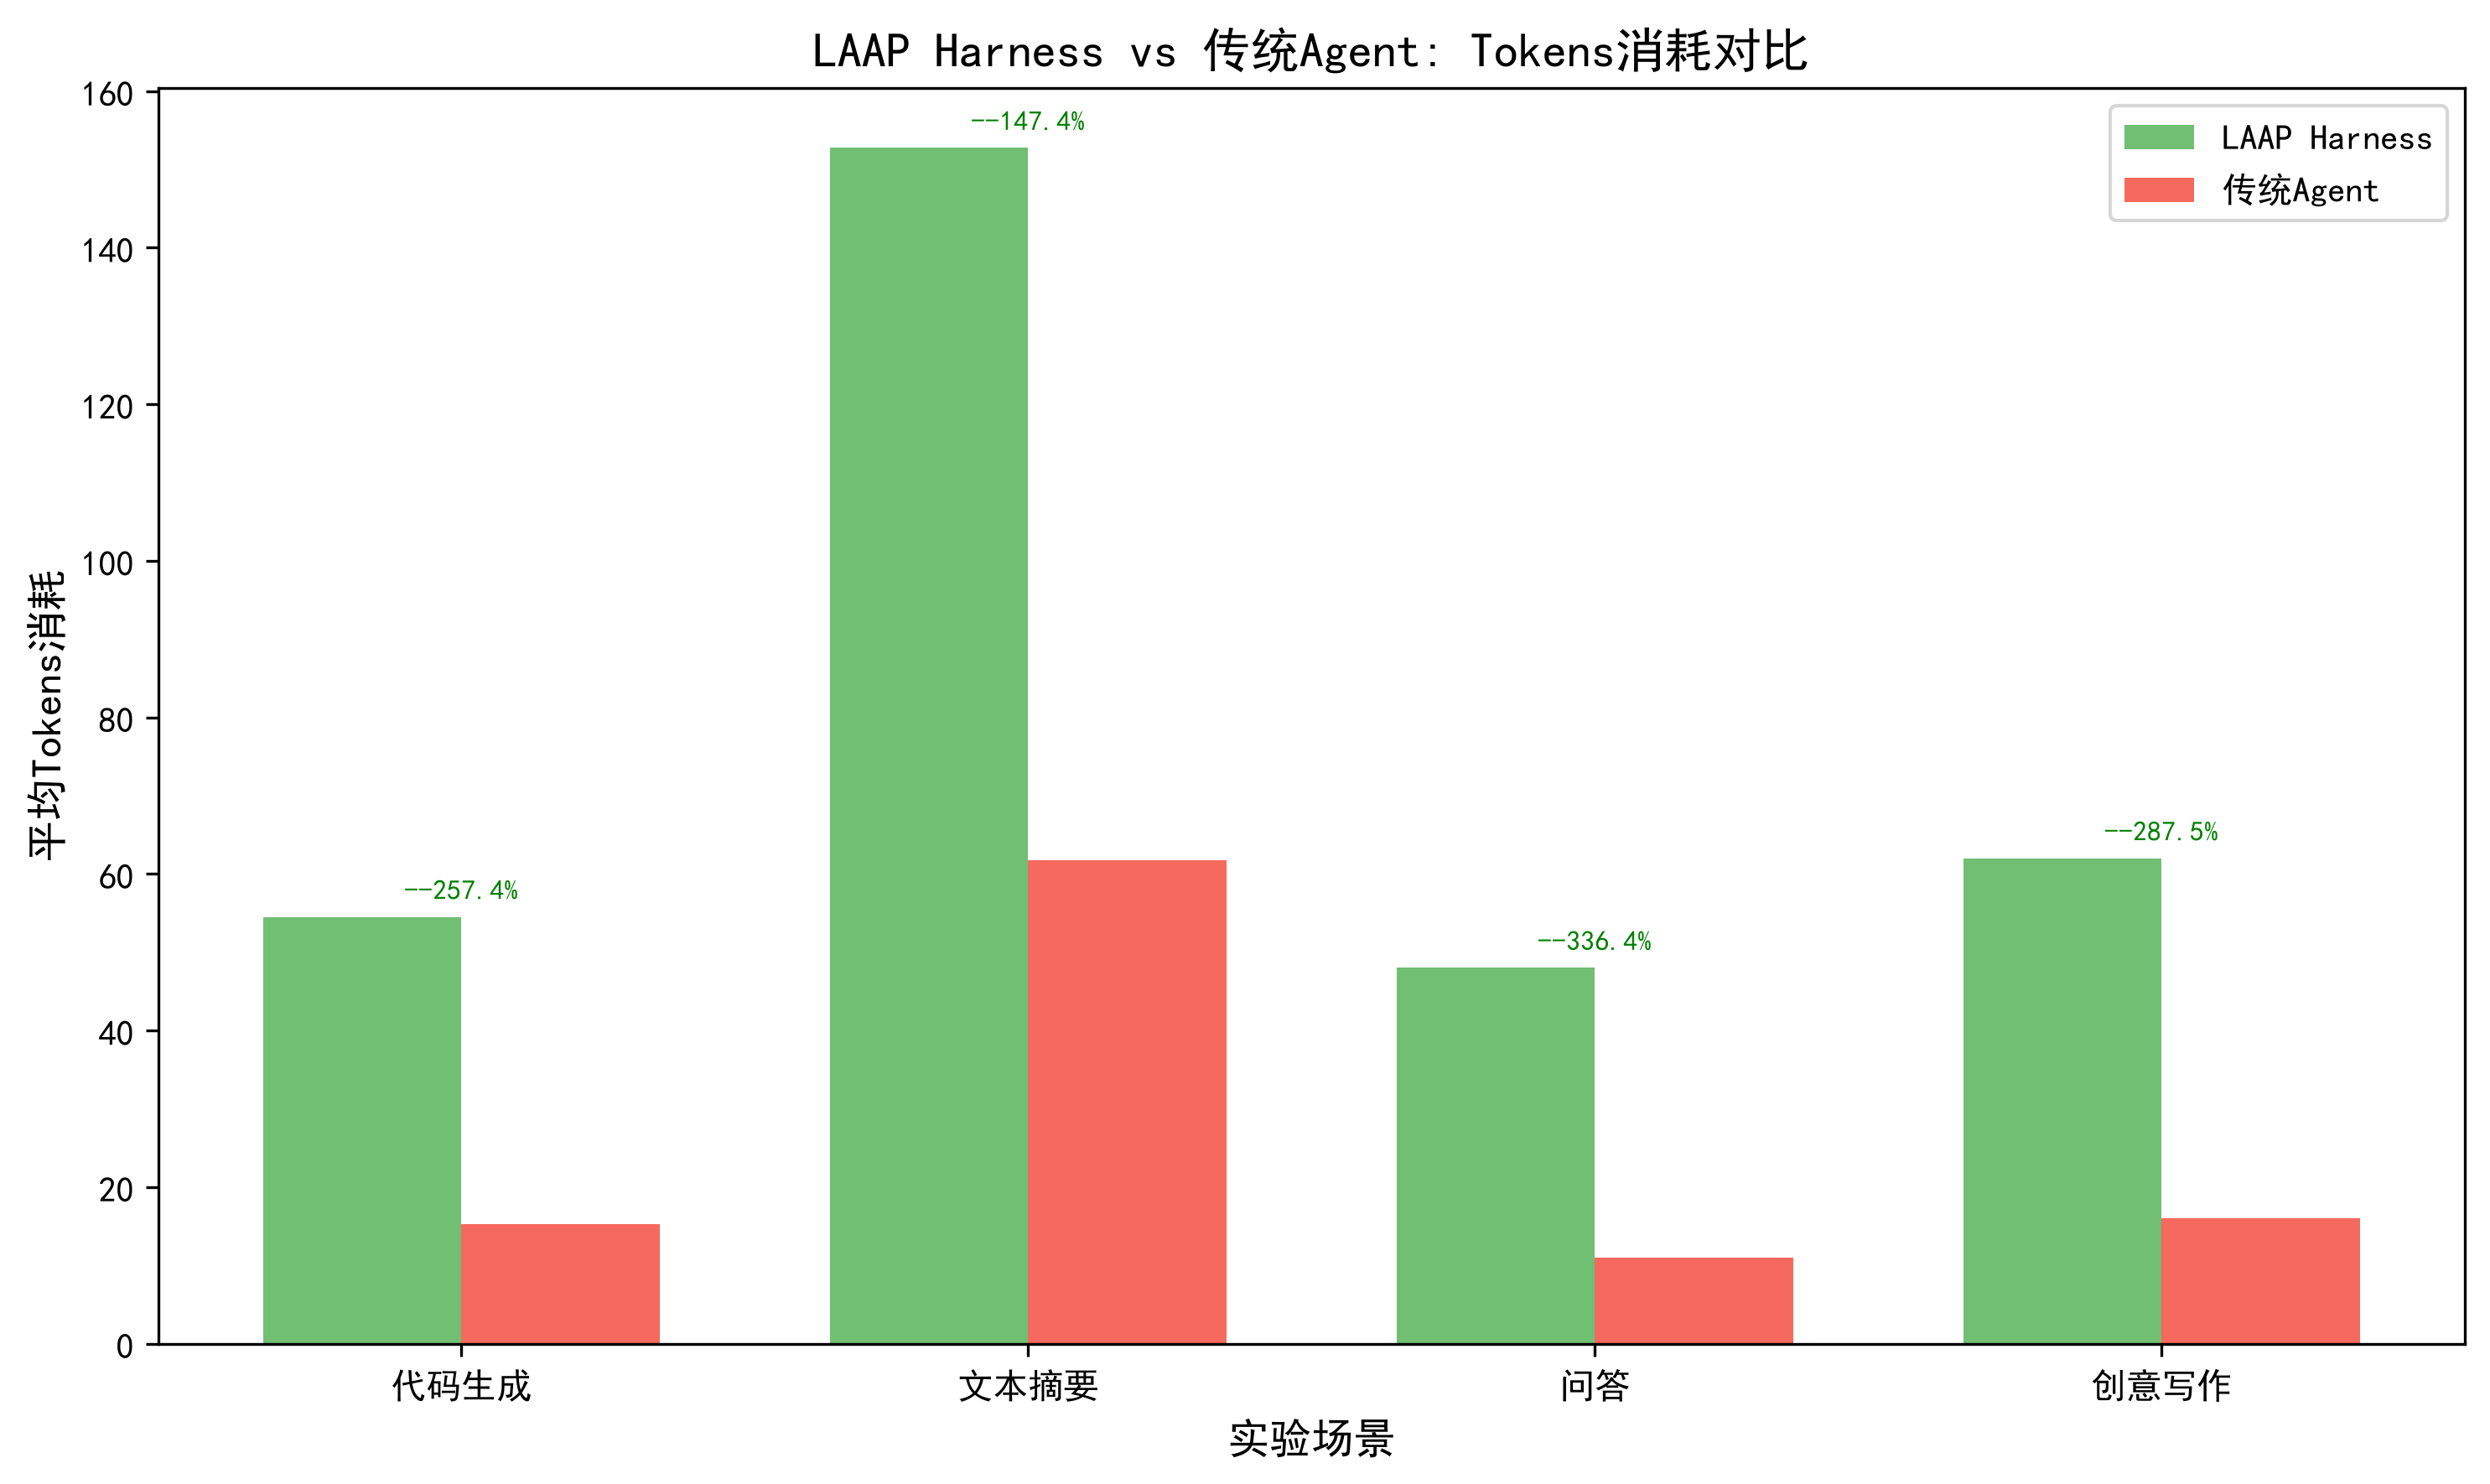 LAAP Harness vs 传统Agent: Tokens消耗对比
LAAP Harness
传统Agent
平均Tokens消耗
160
140
120
100
80
60
40
20
0
--257.4%
--147.4%
--336.4%
--287.5%
代码生成
文本摘要
问答
创意写作
实验场景